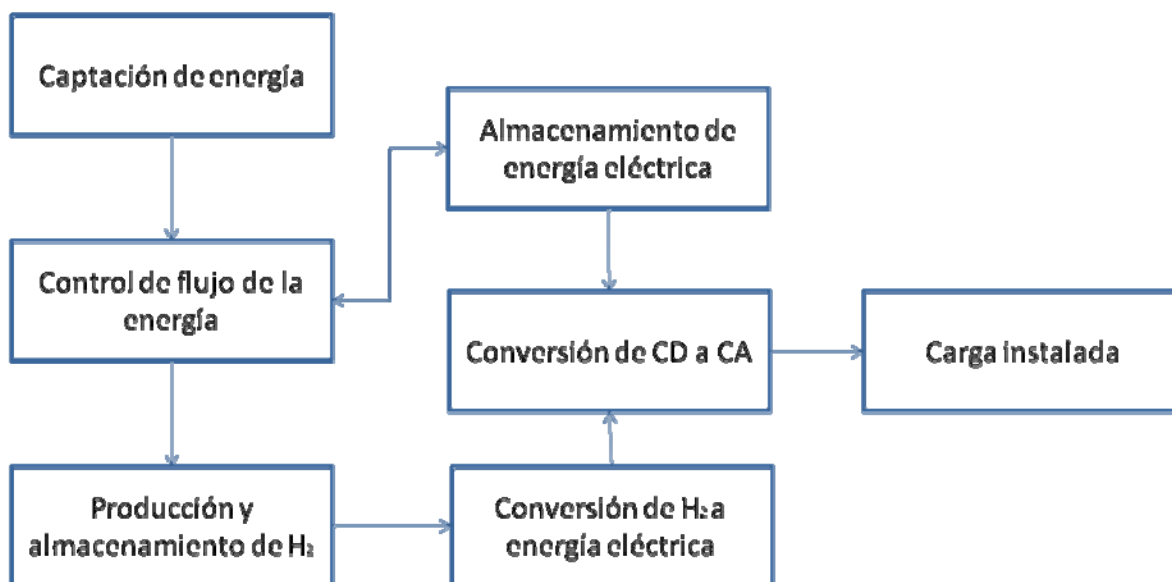 Captación de energía
Almacenamiento de
energía eléctrica
Control de flujo de la
energía
Conversión de CD a CA
Carga instalada
Producción y
almacenamiento de H₂
Conversión de H₂ a
energía eléctrica